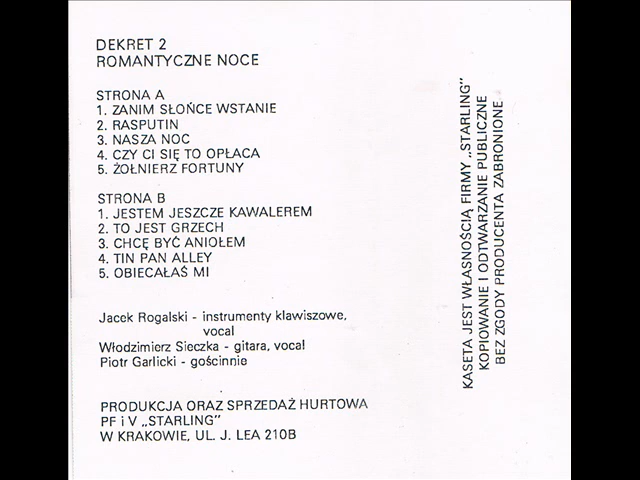 DEKRET 2
ROMANTYCZNE NOCE
STRONA A
1. ZANIM SŁOŃCE WSTANIE
2. RASPUTIN
3. NASZA NOC
4. CZY CI SIĘ TO OPŁACA
5. ŻOŁNIERZ FORTUNY
STRONA B
1. JESTEM JESZCZE KAWALEREM
2. TO JEST GRZECH
3. CHCĘ BYĆ ANIOŁEM
4. TIN PAN ALLEY
5. OBIECAŁAŚ MI
Jacek Rogalski - instrumenty klawiszowe,
vocal
Włodzimierz Sieczka - gitara, vocal
Piotr Garlicki - gościnnie
PRODUKCJA ORAZ SPRZEDAŻ HURTOWA
PF i V „STARLING”
W KRAKOWIE, UL. J. LEA 210B
KASETA JEST WŁASNOŚCIĄ FIRMY „STARLING”
KOPIOWANIE I ODTWARZANIE PUBLICZNE
BEZ ZGODY PRODUCENTA ZABRONIONE